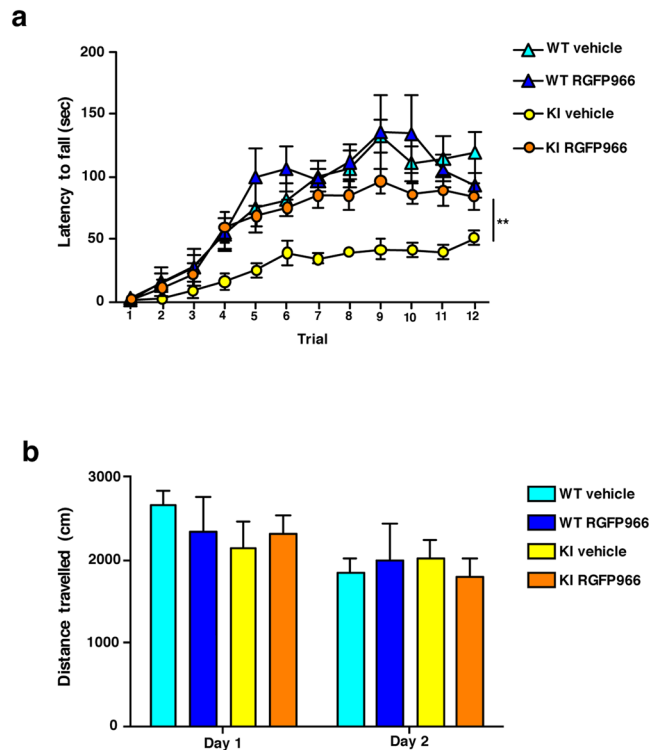 a
Latency to fall (sec)
200
150
100
50
0
1 2 3 4 5 6 7 8 9 10 11 12
Trial
**
WT vehicle
WT RGFP966
KI vehicle
KI RGFP966
b
Distance travelled (cm)
3000
2000
1000
0
Day 1 Day 2
WT vehicle
WT RGFP966
KI vehicle
KI RGFP966